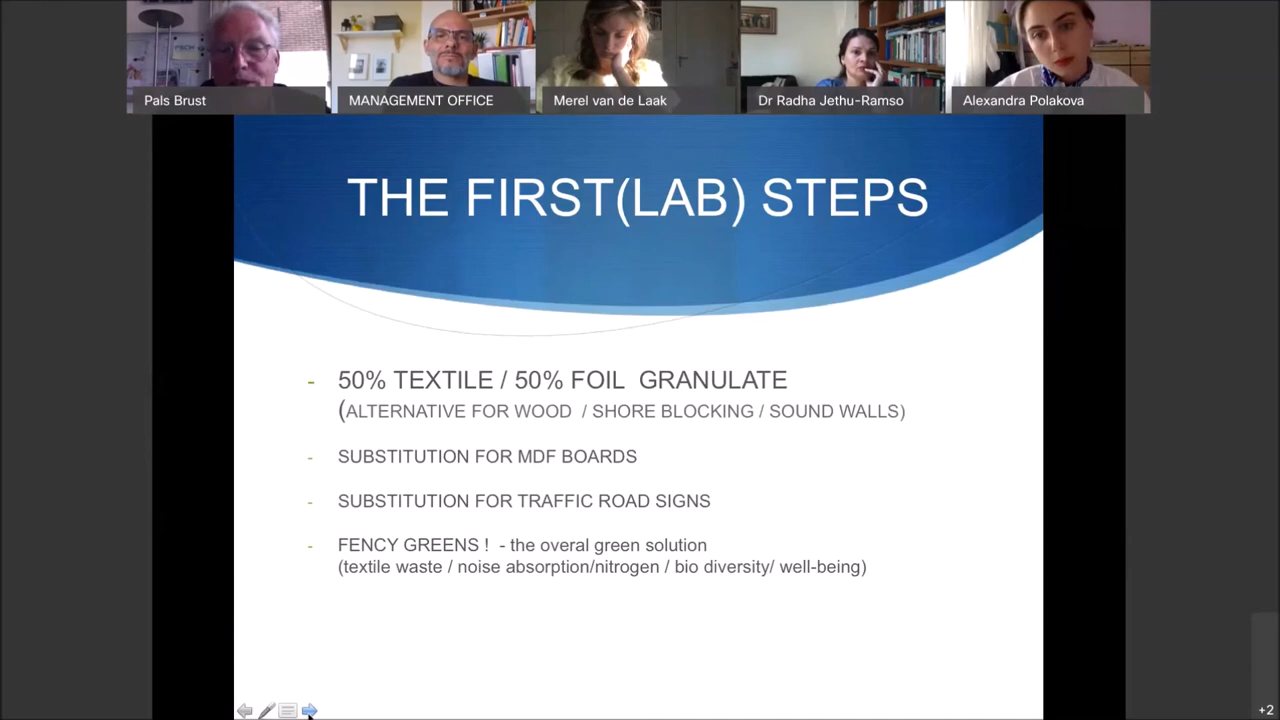 Pals Brust
MANAGEMENT OFFICE
Merel van de Laak
Dr Radha Jethu-Ramso
Alexandra Polakova
THE FIRST(LAB) STEPS
- 50% TEXTILE / 50% FOIL GRANULATE
(ALTERNATIVE FOR WOOD / SHORE BLOCKING / SOUND WALLS)
- SUBSTITUTION FOR MDF BOARDS
- SUBSTITUTION FOR TRAFFIC ROAD SIGNS
- FENCY GREENS ! - the overal green solution
(textile waste / noise absorption/nitrogen / bio diversity/ well-being)
+2